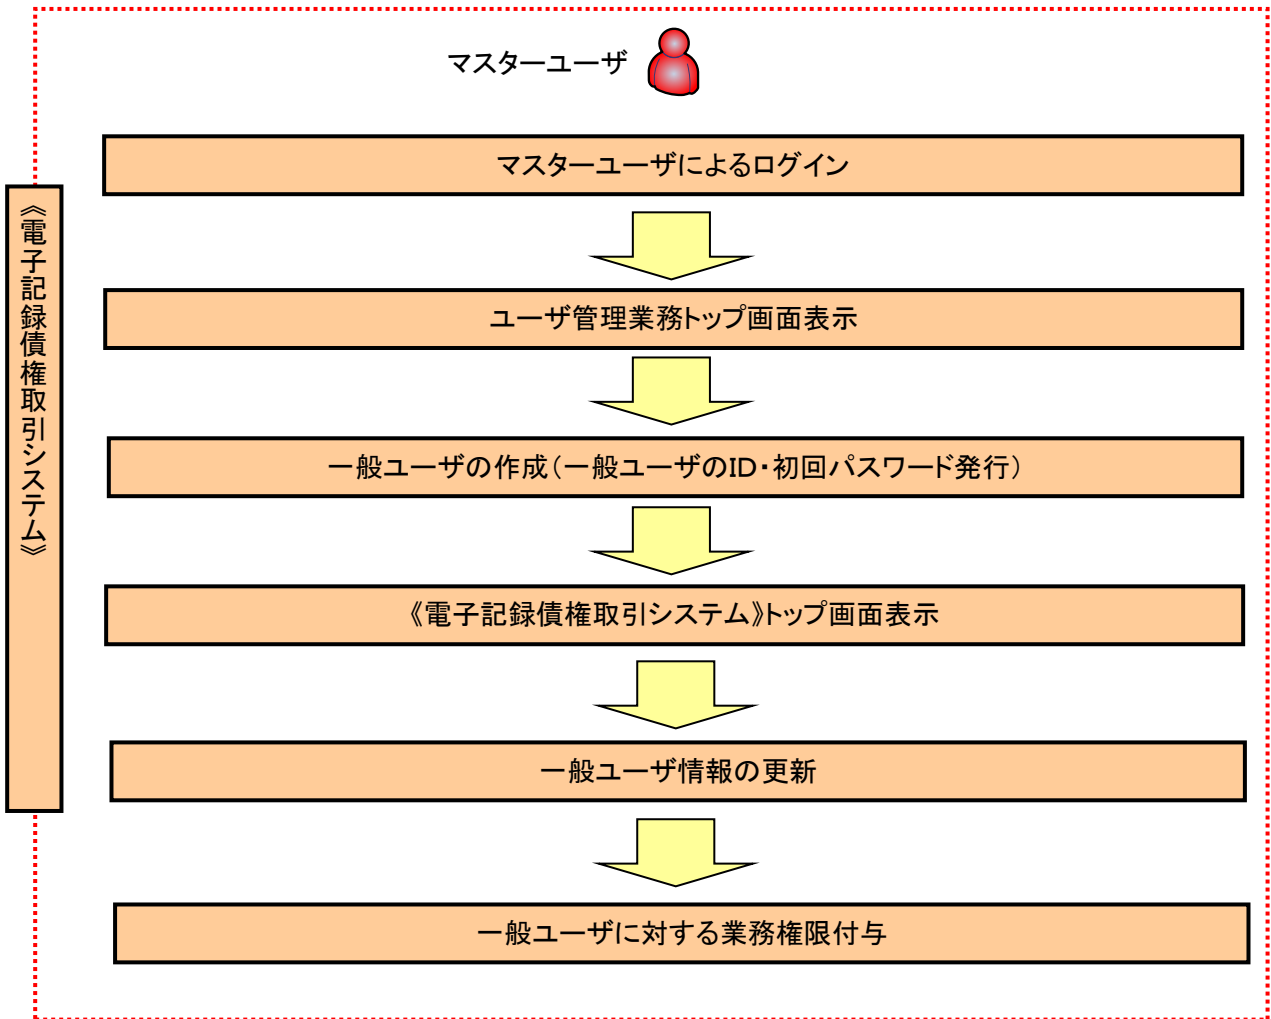 マスターユーザ
マスターユーザによるログイン
《電子記録債権取引システム》
ユーザ管理業務トップ画面表示
一般ユーザの作成(一般ユーザのID・初回パスワード発行)
《電子記録債権取引システム》トップ画面表示
一般ユーザ情報の更新
一般ユーザに対する業務権限付与